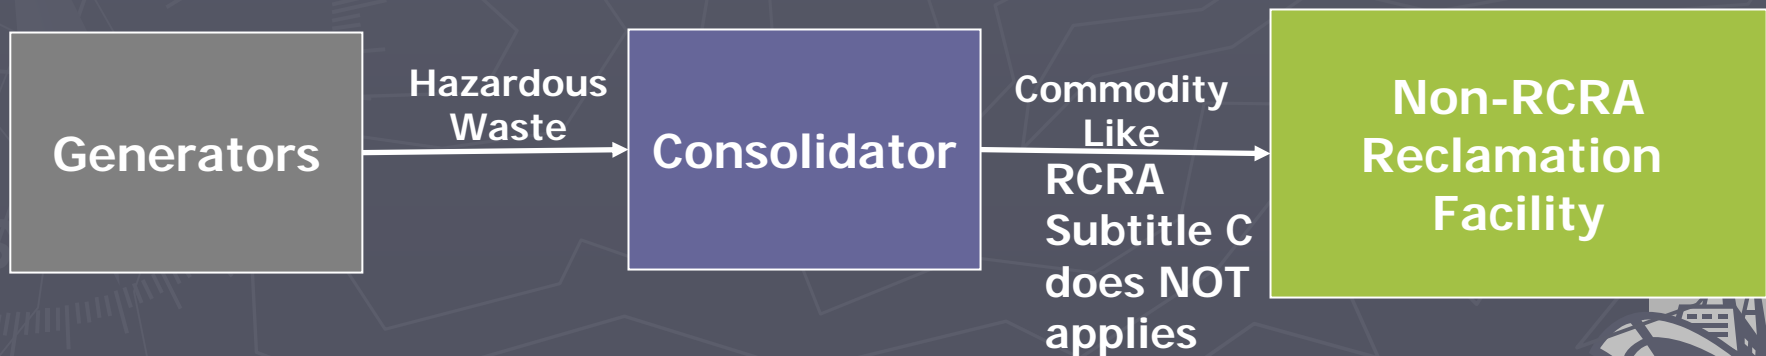 Generators
Hazardous
Waste
Consolidator
Commodity
Like
RCRA
Subtitle C
does NOT
applies
Non-RCRA
Reclamation
Facility